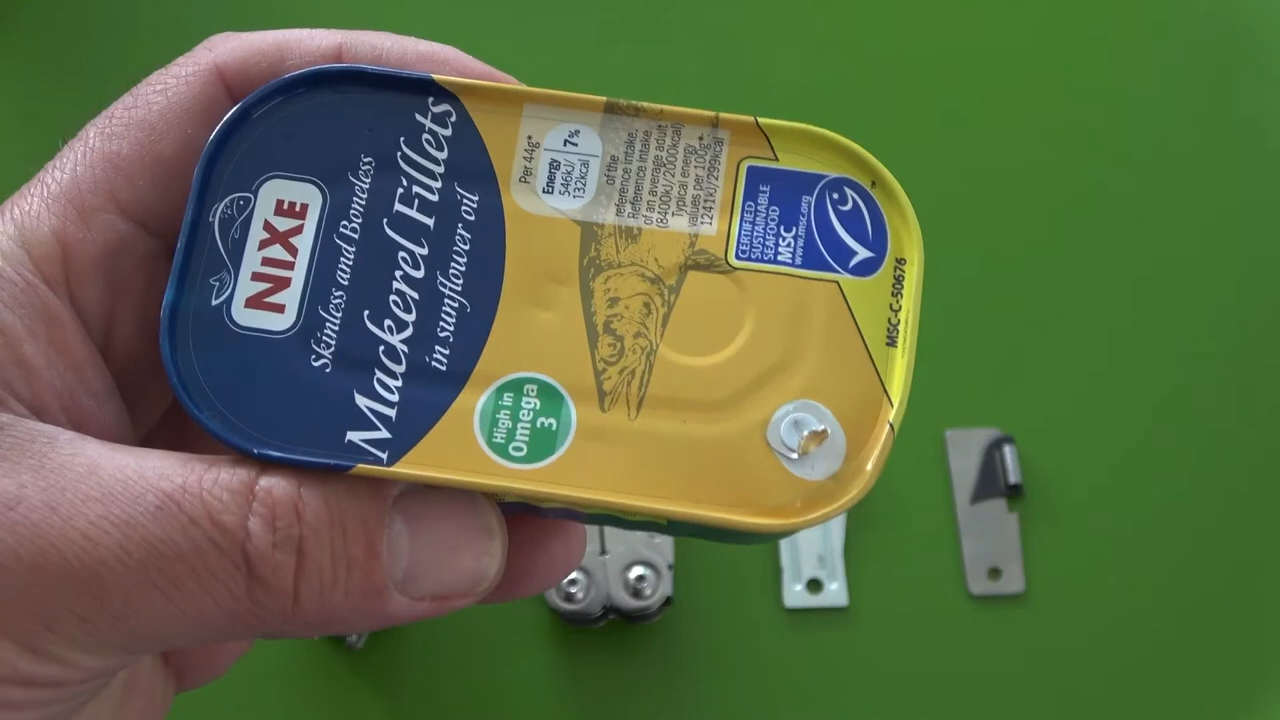 NIXE
Skinless and Boneless
Mackerel Fillets
in sunflower oil
High in
Omega
3
Per 44g*
Energy
546kJ/
132kcal
7%
of the
reference intake.
Reference intake
of an average adult
(8400kJ/2000kcal)
Typical energy
values per 100g*:
1241kJ/299kcal
CERTIFIED
SUSTAINABLE
SEAFOOD
MSC
www.msc.org
TM
MSC-C-50676